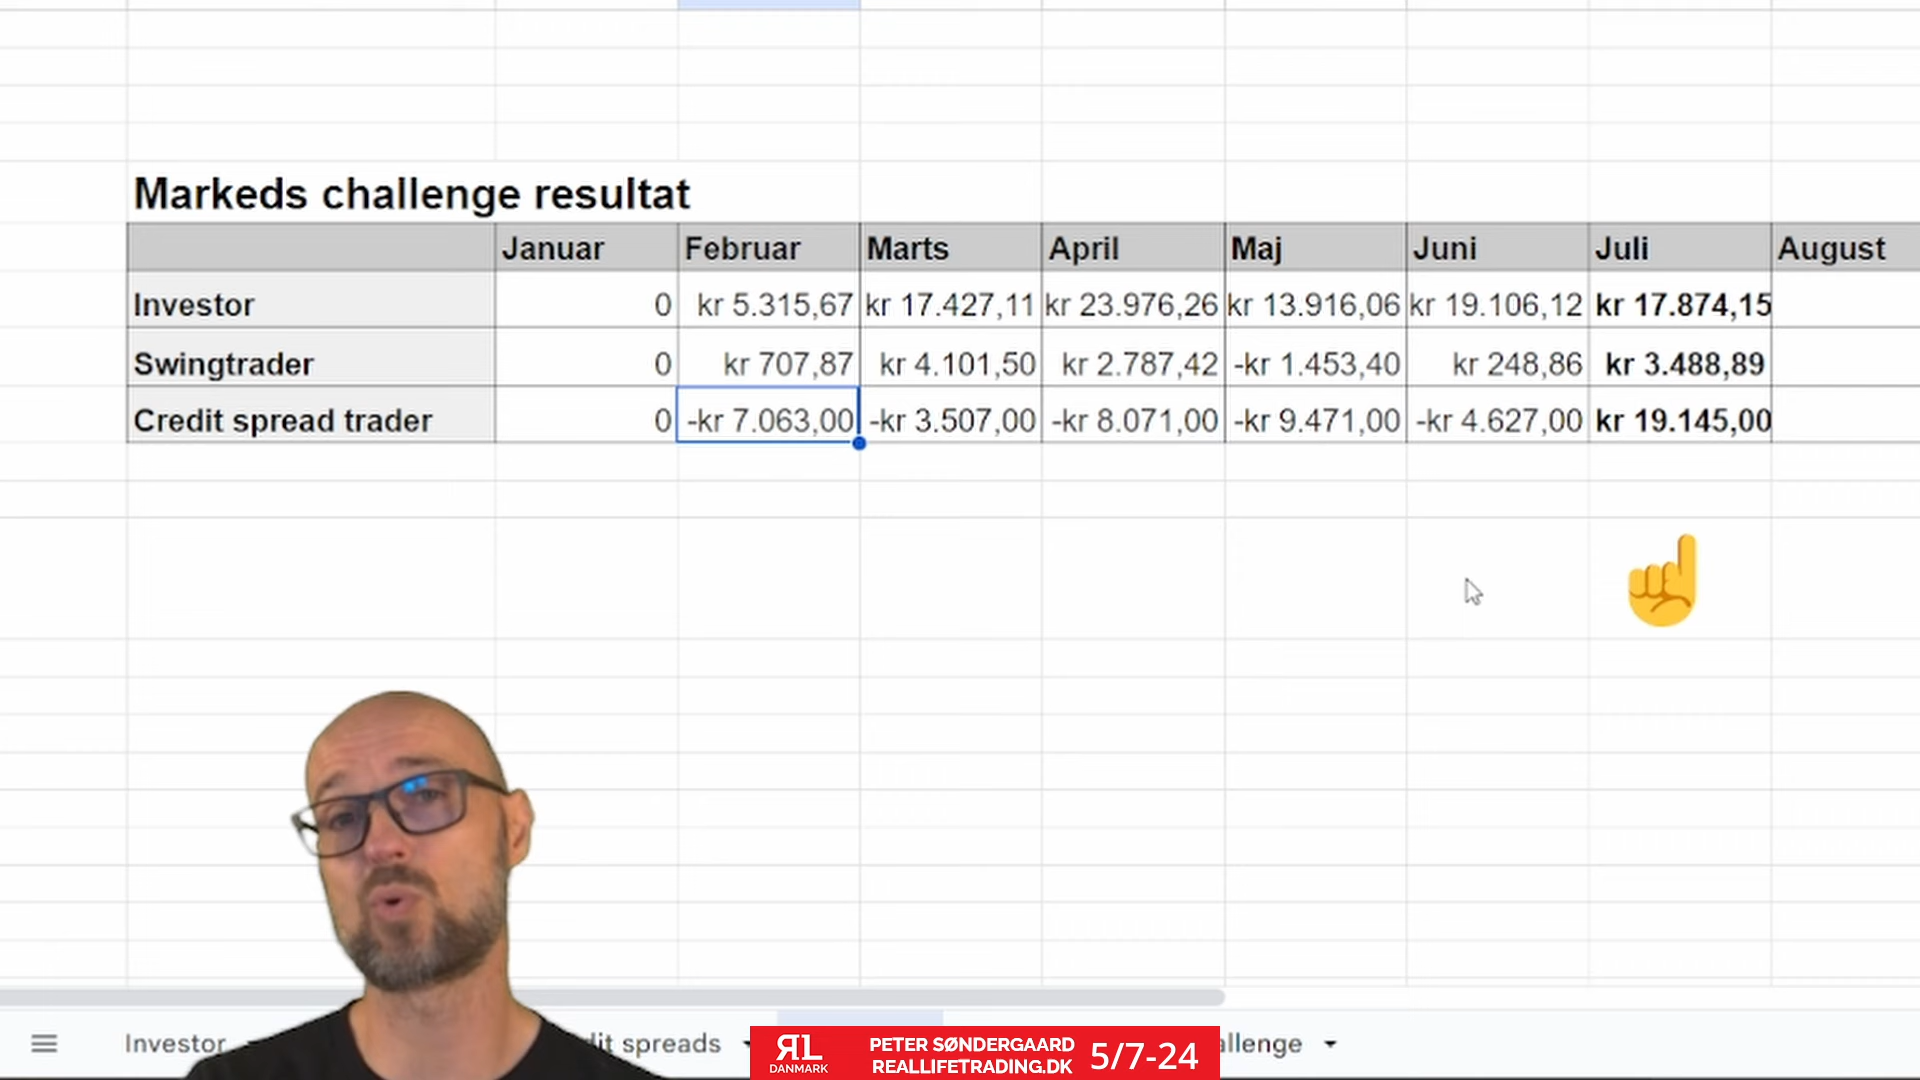 Markeds challenge resultat
Januar Februar Marts April Maj Juni Juli August
Investor 0 kr 5.315,67 kr 17.427,11 kr 23.976,26 kr 13.916,06 kr 19.106,12 kr 17.874,15
Swingtrader 0 kr 707,87 kr 4.101,50 kr 2.787,42 -kr 1.453,40 kr 248,86 kr 3.488,89
Credit spread trader 0 -kr 7.063,00 -kr 3.507,00 -kr 8.071,00 -kr 9.471,00 -kr 4.627,00 kr 19.145,00
Investor dit spreads allenge
RL
DANMARK
PETER SØNDERGAARD
REALLIFETRADING.DK
5/7-24